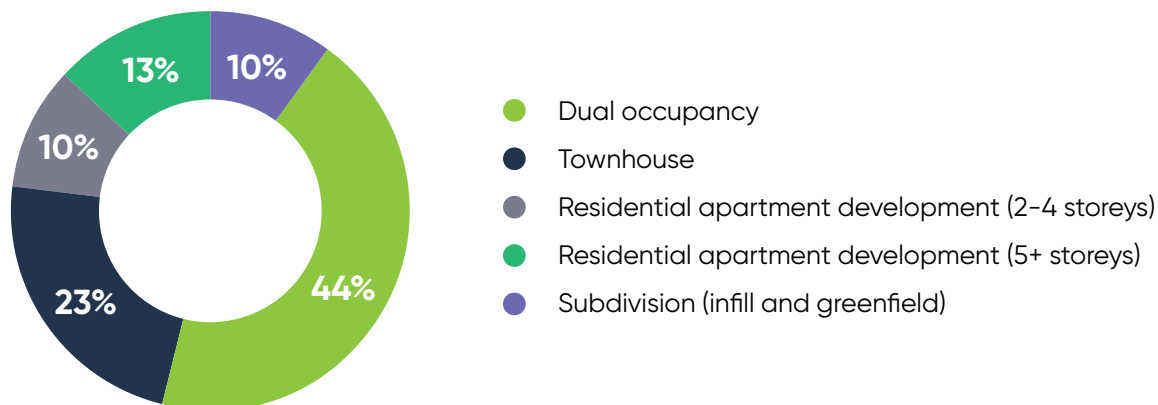 13%
10%
10%
44%
23%
Dual occupancy
Townhouse
Residential apartment development (2-4 storeys)
Residential apartment development (5+ storeys)
Subdivision (infill and greenfield)